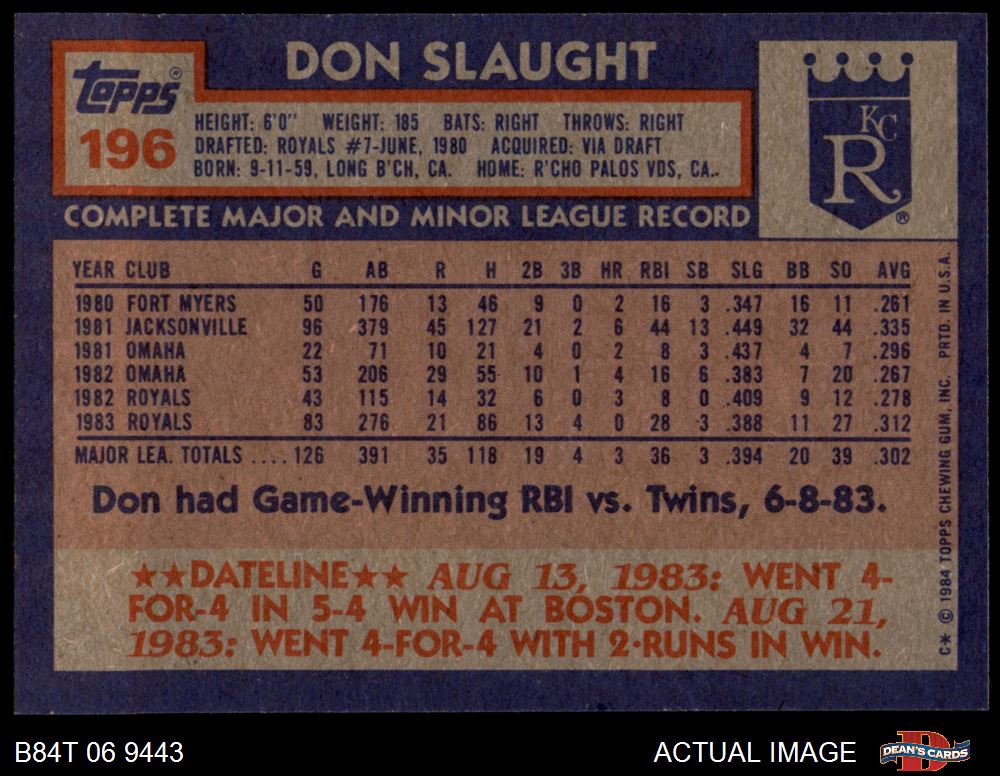 DON SLAUGHT
Topps®
196
HEIGHT: 6'0" WEIGHT: 185 BATS: RIGHT THROWS: RIGHT
DRAFTED: ROYALS #7-JUNE, 1980 ACQUIRED: VIA DRAFT
BORN: 9-11-59, LONG B'CH, CA. HOME: R'CHO PALOS VDS, CA..
KC
R
®
COMPLETE MAJOR AND MINOR LEAGUE RECORD
YEAR CLUB G AB R H 2B 3B HR RBI SB SLG BB SO AVG
1980 FORT MYERS 50 176 13 46 9 0 2 16 3 .347 16 11 .261
1981 JACKSONVILLE 96 379 45 127 21 2 6 44 13 .449 32 44 .335
1981 OMAHA 22 71 10 21 4 0 2 8 3 .437 4 7 .296
1982 OMAHA 53 206 29 55 10 1 4 16 6 .383 7 20 .267
1982 ROYALS 43 115 14 32 6 0 3 8 0 .409 9 12 .278
1983 ROYALS 83 276 21 86 13 4 0 28 3 .388 11 27 .312
MAJOR LEA. TOTALS .... 126 391 35 118 19 4 3 36 3 .394 20 39 .302
Don had Game-Winning RBI vs. Twins, 6-8-83.
★★DATELINE★★ AUG 13, 1983: WENT 4-
FOR-4 IN 5-4 WIN AT BOSTON. AUG 21,
1983: WENT 4-FOR-4 WITH 2-RUNS IN WIN.
C* © 1984 TOPPS CHEWING GUM, INC. PRTD. IN U.S.A.
B84T 06 9443
ACTUAL IMAGE
D
DEAN'S CARDS